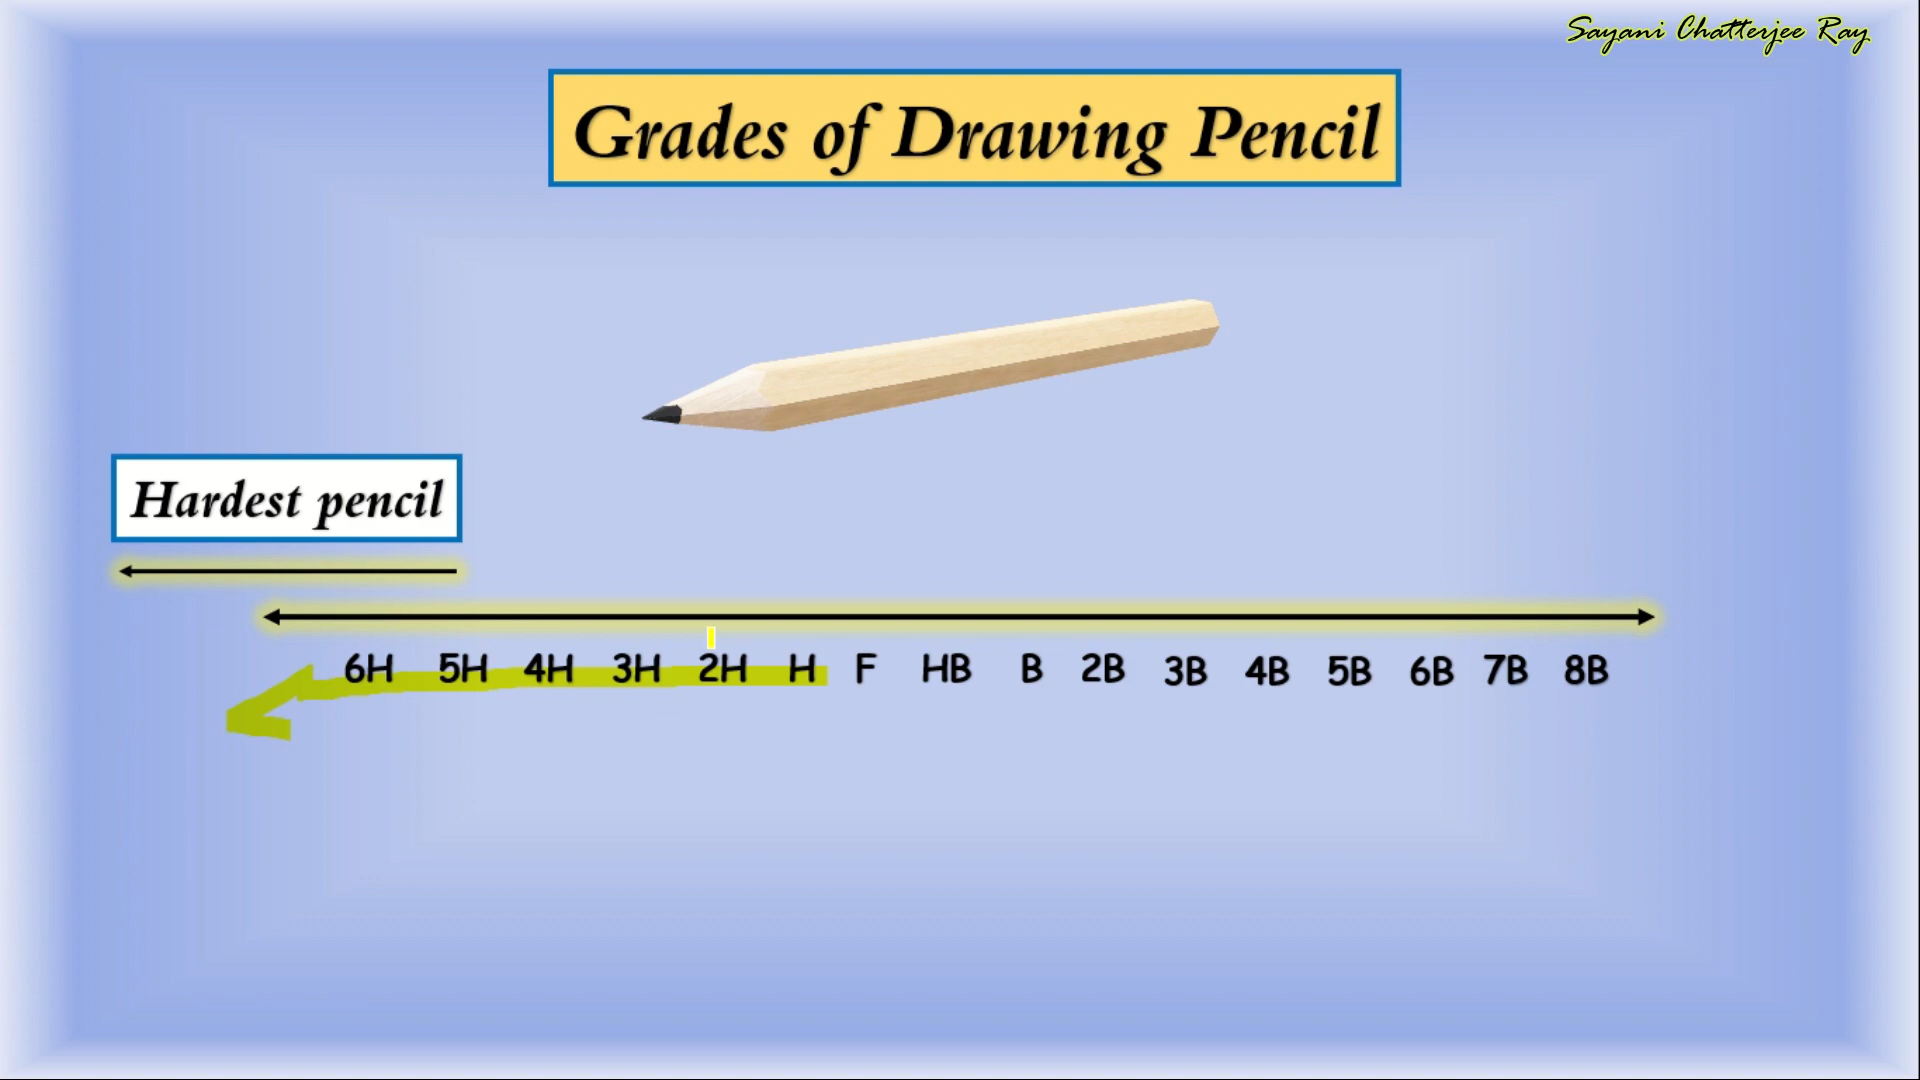 Sayani Chatterjee Ray
Grades of Drawing Pencil
Hardest pencil
6H 5H 4H 3H 2H H F HB B 2B 3B 4B 5B 6B 7B 8B